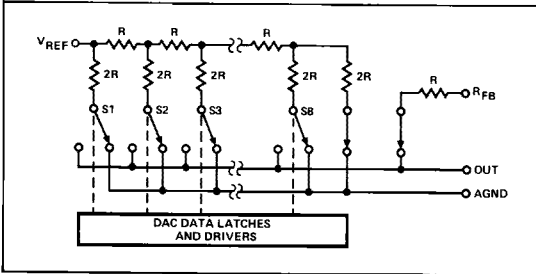 VREF
R
R
R
2R
2R
2R
2R
2R
R
RFB
S1
S2
S3
S8
OUT
AGND
DAC DATA LATCHES
AND DRIVERS